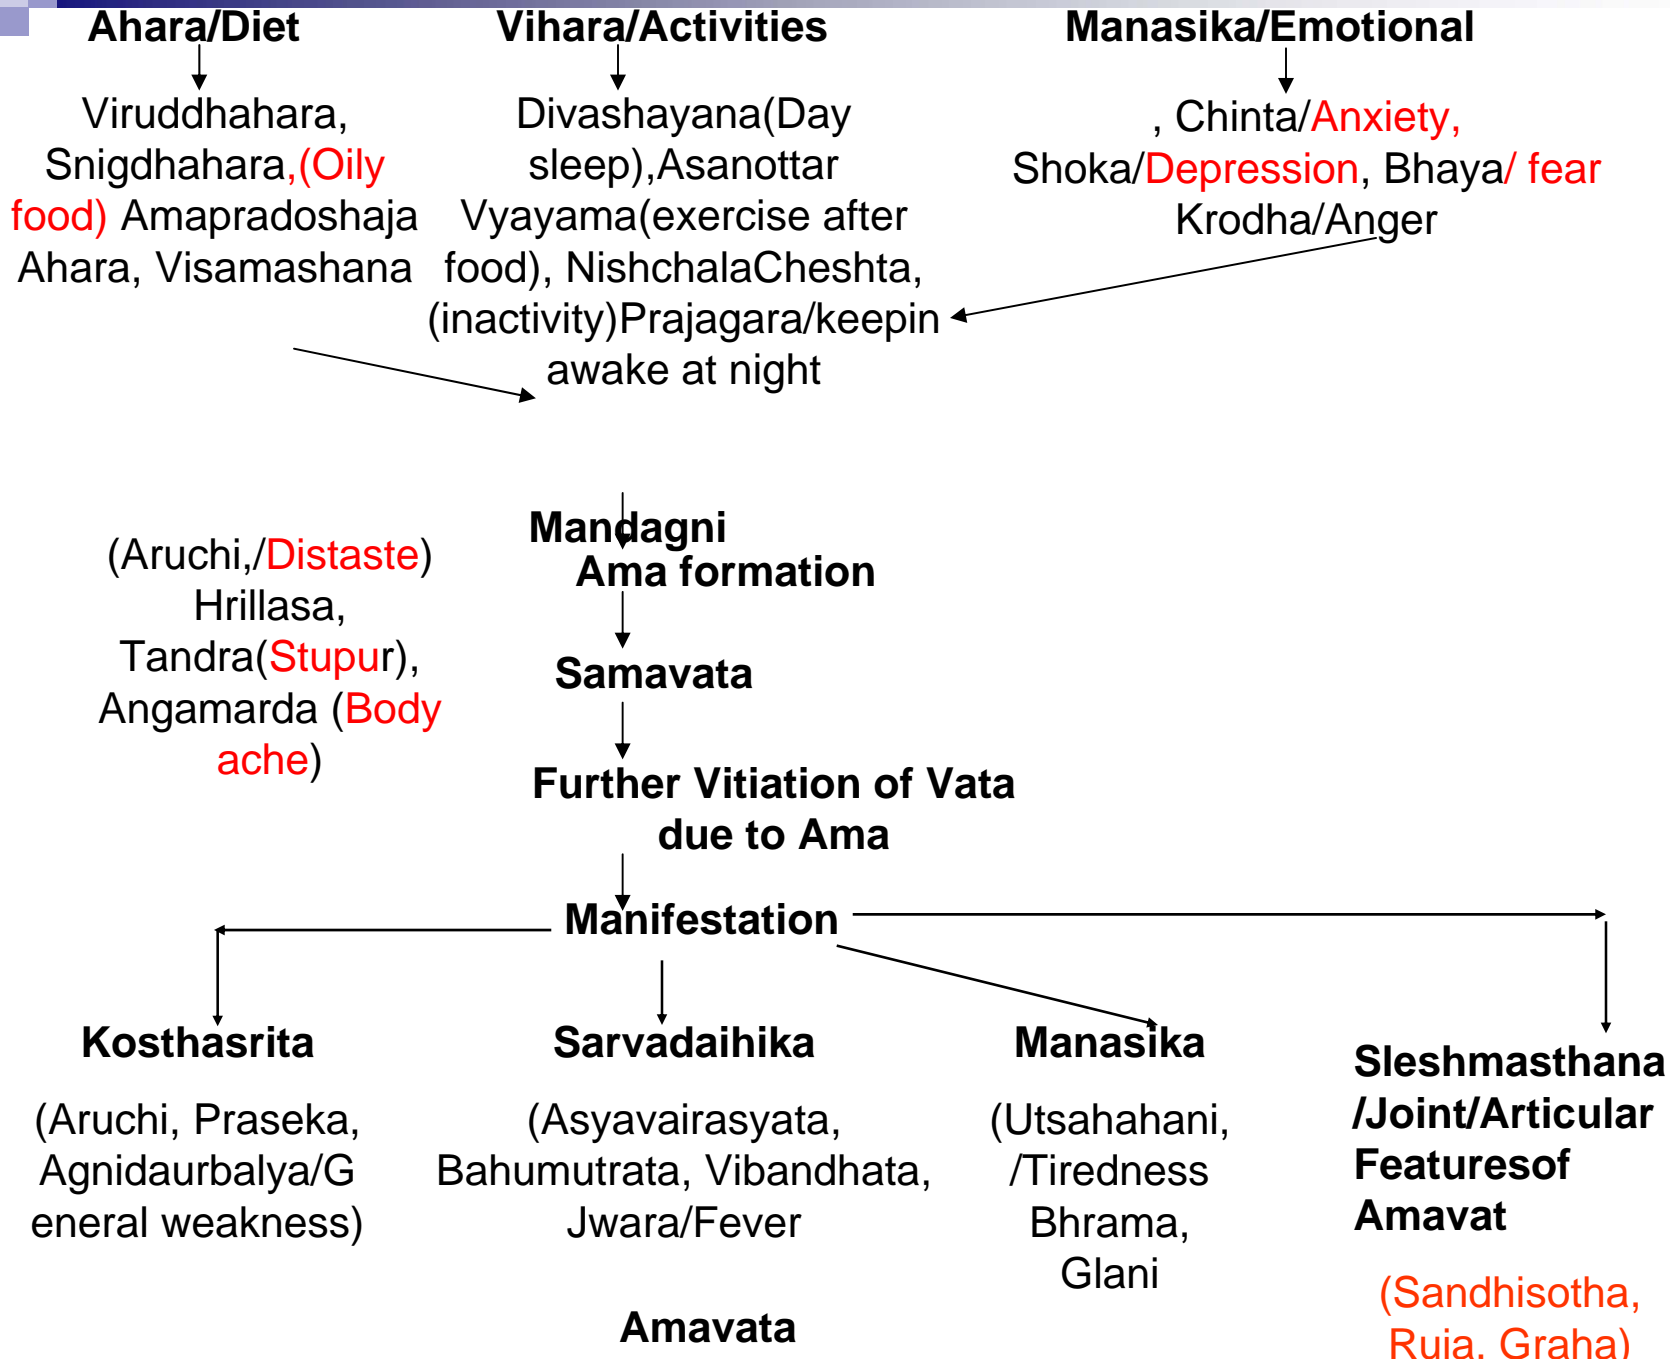 Ahara/Diet
Viruddhahara,
Snigdhahara,(Oily
food) Amapradoshaja
Ahara, Visamashana
Vihara/Activities
Divashayana(Day
sleep),Asanottar
Vyayama(exercise after
food), NishchalaCheshta,
(inactivity)Prajagara/keepin
awake at night
Manasika/Emotional
, Chinta/Anxiety,
Shoka/Depression, Bhaya/ fear
Krodha/Anger
(Aruchi,/Distaste)
Hrillasa,
Tandra(Stupur),
Angamarda (Body
ache)
Mandagni
Ama formation
Samavata
Further Vitiation of Vata
due to Ama
Manifestation
Kosthasrita
(Aruchi, Praseka,
Agnidaurbalya/G
eneral weakness)
Sarvadaihika
(Asyavairasyata,
Bahumutrata, Vibandhata,
Jwara/Fever
Manasika
(Utsahahani,
/Tiredness
Bhrama,
Glani
Sleshmasthana
/Joint/Articular
Featuresof
Amavat
(Sandhisotha,
Ruja, Graha)
Amavata